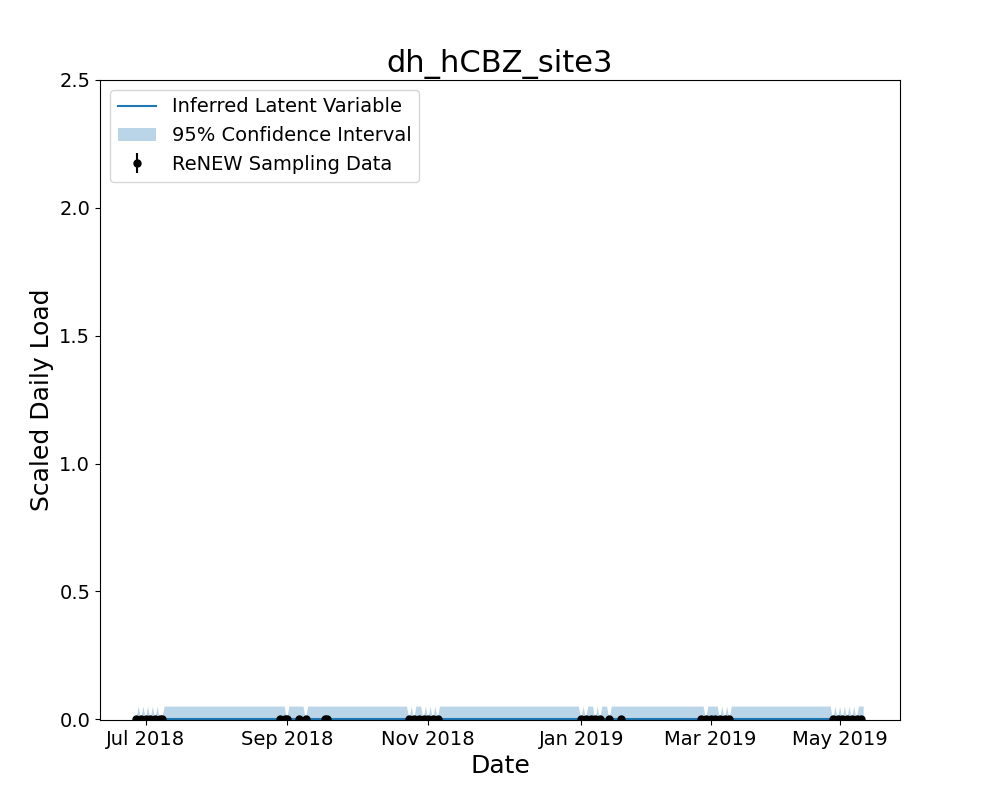 dh_hCBZ_site3
2.5
2.0
1.5
1.0
0.5
0.0
Scaled Daily Load
Inferred Latent Variable
95% Confidence Interval
ReNEW Sampling Data
Jul 2018
Sep 2018
Nov 2018
Jan 2019
Mar 2019
May 2019
Date